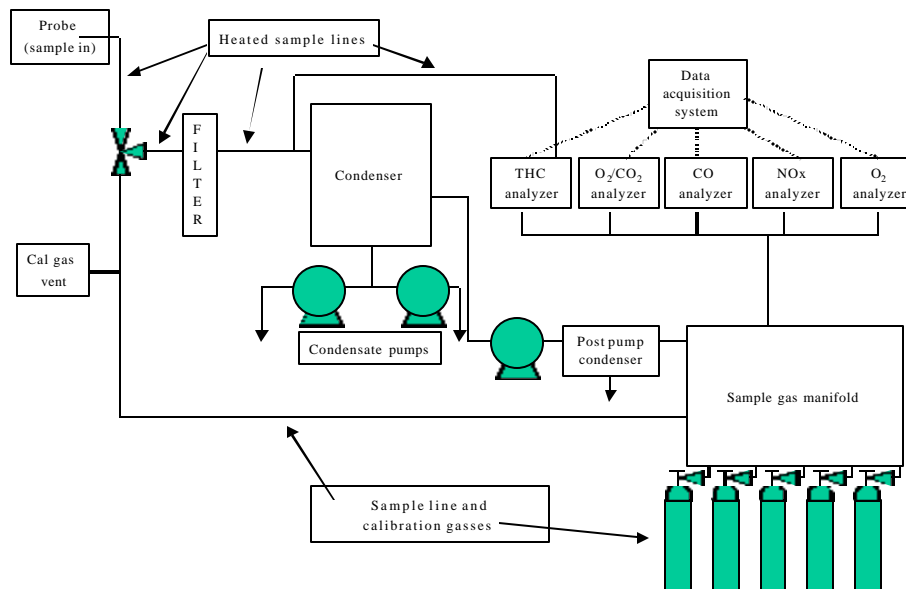 Probe
(sample in)
Heated sample lines
Data
acquisition
system
F
I
L
T
E
R
Condenser
THC
analyzer
O2/CO2
analyzer
CO
analyzer
NOx
analyzer
O2
analyzer
Cal gas
vent
Condensate pumps
Post pump
condenser
Sample gas manifold
Sample line and
calibration gasses